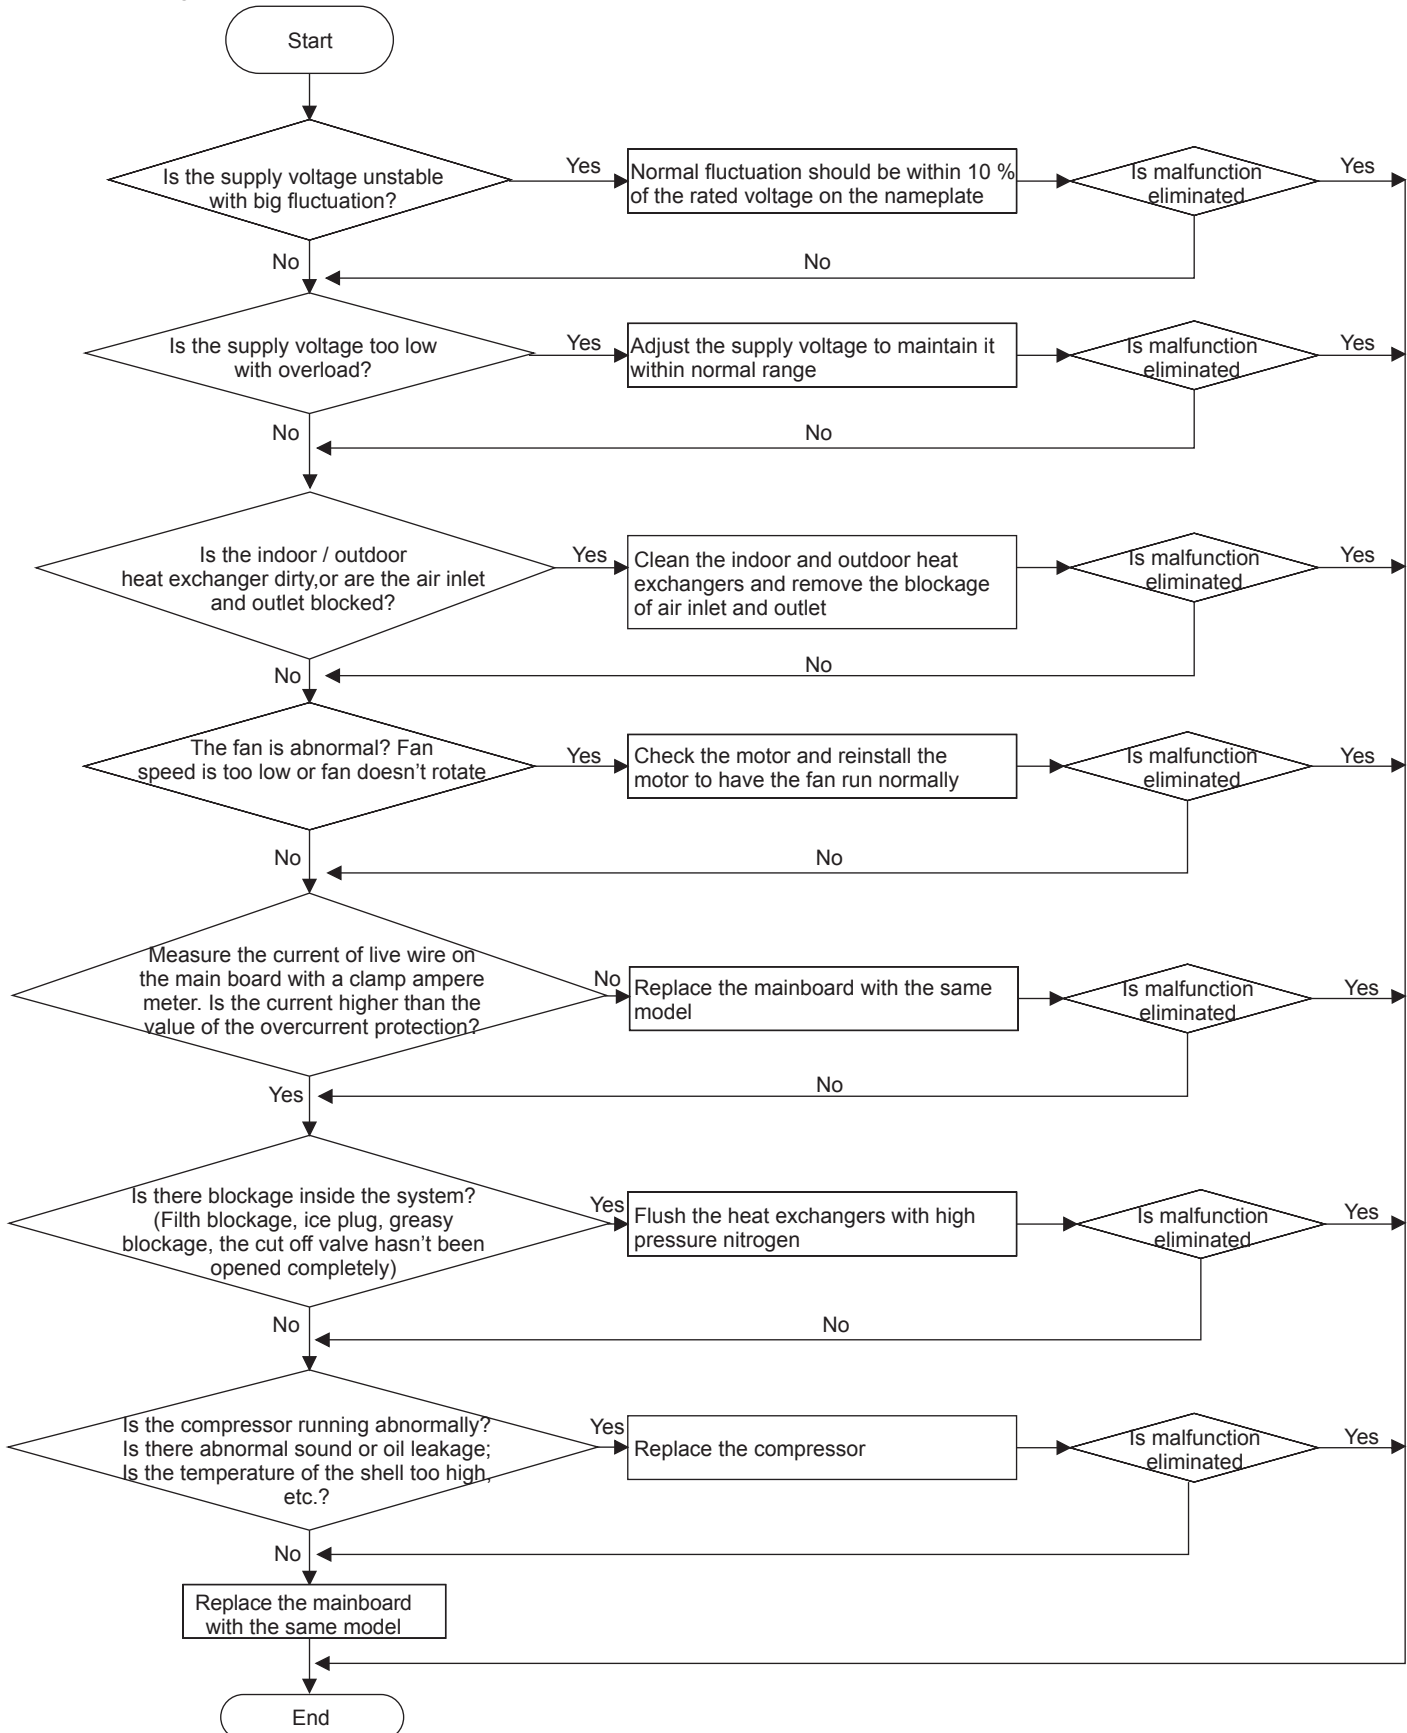 Start
Is the supply voltage unstable
with big fluctuation?
Yes
Normal fluctuation should be within 10 %
of the rated voltage on the nameplate
Is malfunction
eliminated
Yes
No
No
Is the supply voltage too low
with overload?
Yes
Adjust the supply voltage to maintain it
within normal range
Is malfunction
eliminated
Yes
No
No
Is the indoor / outdoor
heat exchanger dirty,or are the air inlet
and outlet blocked?
Yes
Clean the indoor and outdoor heat
exchangers and remove the blockage
of air inlet and outlet
Is malfunction
eliminated
Yes
No
No
The fan is abnormal? Fan
speed is too low or fan doesn't rotate
Yes
Check the motor and reinstall the
motor to have the fan run normally
Is malfunction
eliminated
Yes
No
No
Measure the current of live wire on
the main board with a clamp ampere
meter. Is the current higher than the
value of the overcurrent protection?
No
Replace the mainboard with the same
model
Is malfunction
eliminated
Yes
Yes
No
Is there blockage inside the system?
(Filth blockage, ice plug, greasy
blockage, the cut off valve hasn't been
opened completely)
Yes
Flush the heat exchangers with high
pressure nitrogen
Is malfunction
eliminated
Yes
No
No
Is the compressor running abnormally?
Is there abnormal sound or oil leakage;
Is the temperature of the shell too high,
etc.?
Yes
Replace the compressor
Is malfunction
eliminated
Yes
No
Replace the mainboard
with the same model
End